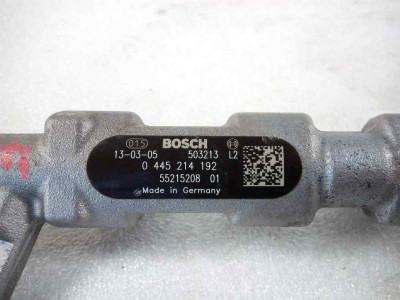 015 BOSCH
13-03-05 503213 L2
0 445 214 192
55215208 01
Made in Germany